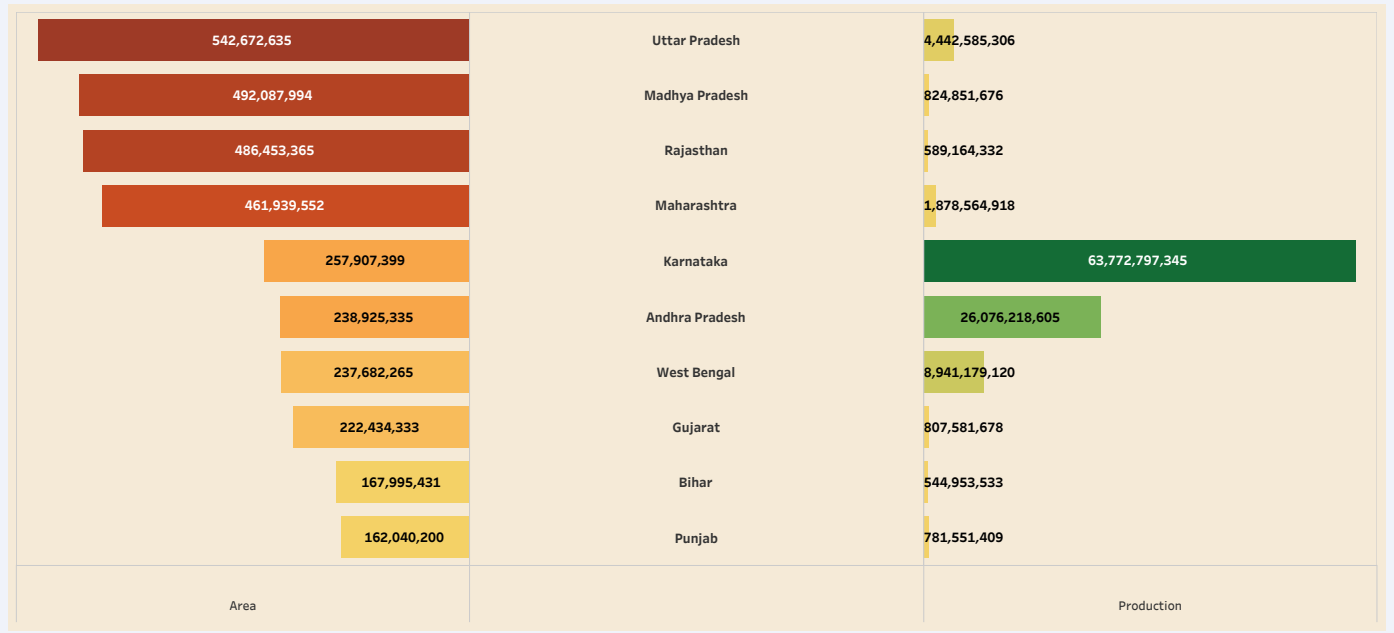 542,672,635 Uttar Pradesh 4,442,585,306
492,087,994 Madhya Pradesh 824,851,676
486,453,365 Rajasthan 589,164,332
461,939,552 Maharashtra 1,878,564,918
257,907,399 Karnataka 63,772,797,345
238,925,335 Andhra Pradesh 26,076,218,605
237,682,265 West Bengal 8,941,179,120
222,434,333 Gujarat 807,581,678
167,995,431 Bihar 544,953,533
162,040,200 Punjab 781,551,409
Area Production